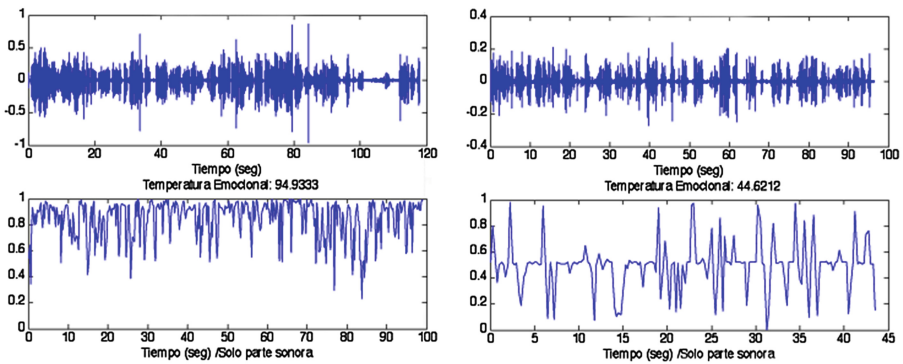 1
0.5
0
-0.5
-1
0 20 40 60 80 100 120
Tiempo (seg)
Temperatura Emocional: 94.9333
1
0.8
0.6
0.4
0.2
0
0 10 20 30 40 50 60 70 80 90 100
Tiempo (seg) /Solo parte sonora
0.4
0.2
0
-0.2
-0.4
0 10 20 30 40 50 60 70 80 90 100
Tiempo (seg)
Temperatura Emocional: 44.6212
1
0.8
0.6
0.4
0.2
0
0 5 10 15 20 25 30 35 40 45
Tiempo (seg) /Solo parte sonora